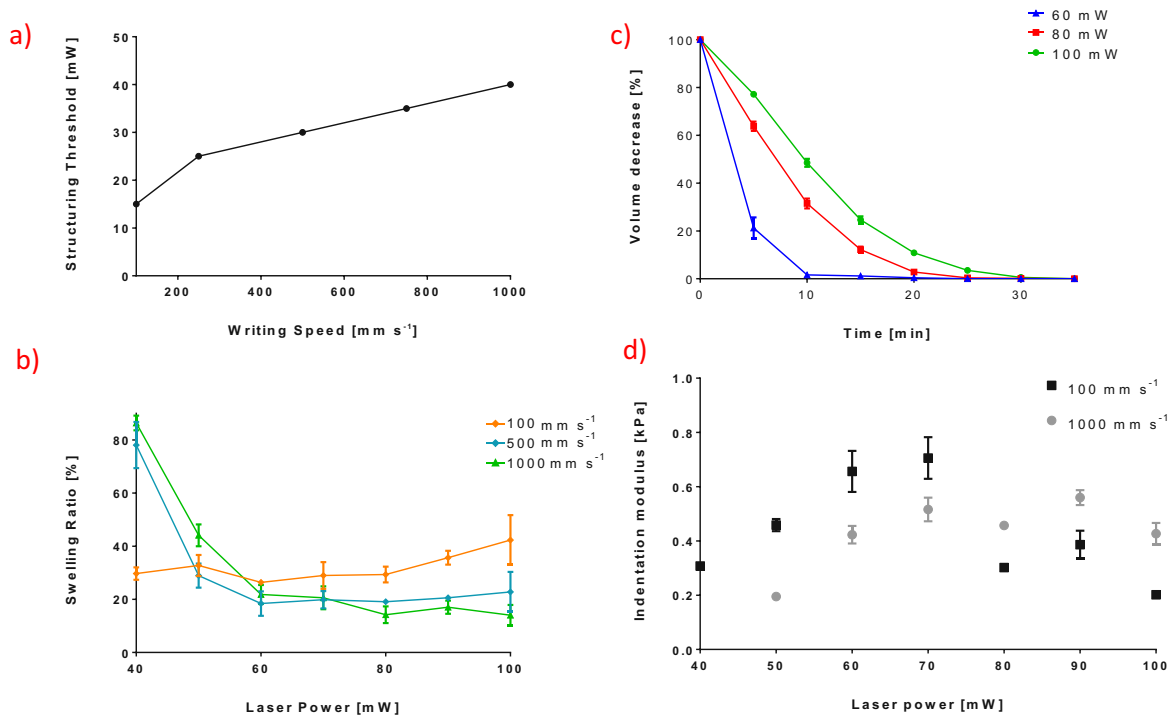 a)
50
40
30
20
10
0
Structuring Threshold [mW]
200 400 600 800 1000
Writing Speed [mm s⁻¹]
c)
60 mW
80 mW
100 mW
100
80
60
40
20
0
Volume decrease [%]
0 10 20 30
Time [min]
b)
100 mm s⁻¹
500 mm s⁻¹
1000 mm s⁻¹
80
60
40
20
0
Swelling Ratio [%]
40 60 80 100
Laser Power [mW]
d)
100 mm s⁻¹
1000 mm s⁻¹
1.0
0.8
0.6
0.4
0.2
0.0
Indentation modulus [kPa]
40 50 60 70 80 90 100
Laser power [mW]